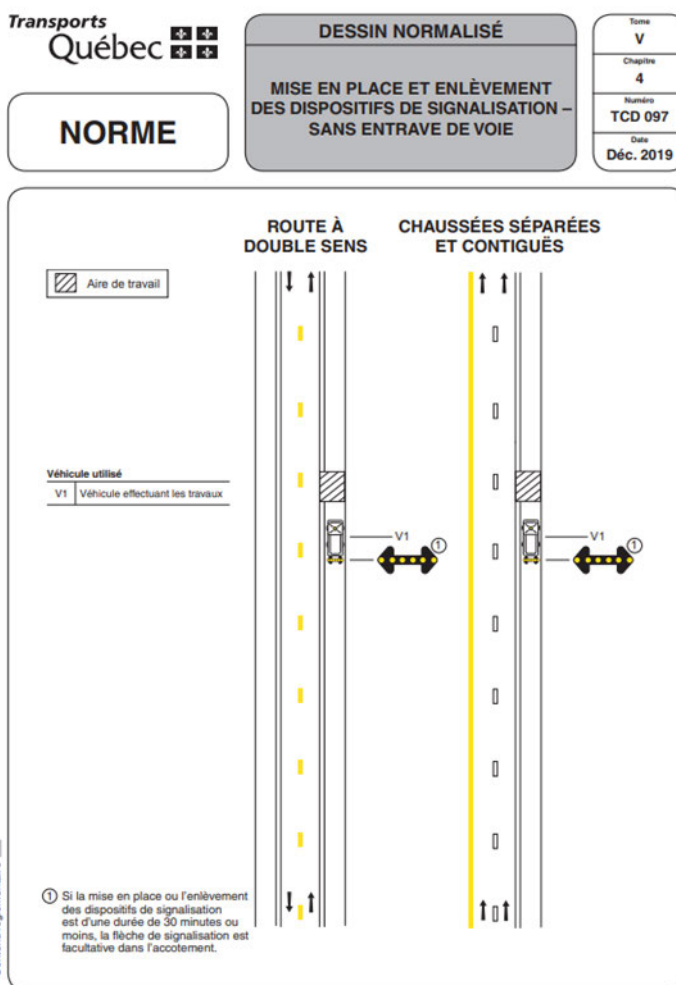 Transports
Québec
NORME
DESSIN NORMALISÉ
MISE EN PLACE ET ENLÈVEMENT
DES DISPOSITIFS DE SIGNALISATION –
SANS ENTRAVE DE VOIE
Tome
V
Chapitre
4
Numéro
TCD 097
Date
Déc. 2019
ROUTE À
DOUBLE SENS
CHAUSSÉES SÉPARÉES
ET CONTIGUËS
Aire de travail
Véhicule utilisé
V1 Véhicule effectuant les travaux
V1
1
V1
1
1 Si la mise en place ou l'enlèvement
des dispositifs de signalisation
est d'une durée de 30 minutes ou
moins, la flèche de signalisation est
facultative dans l'accotement.